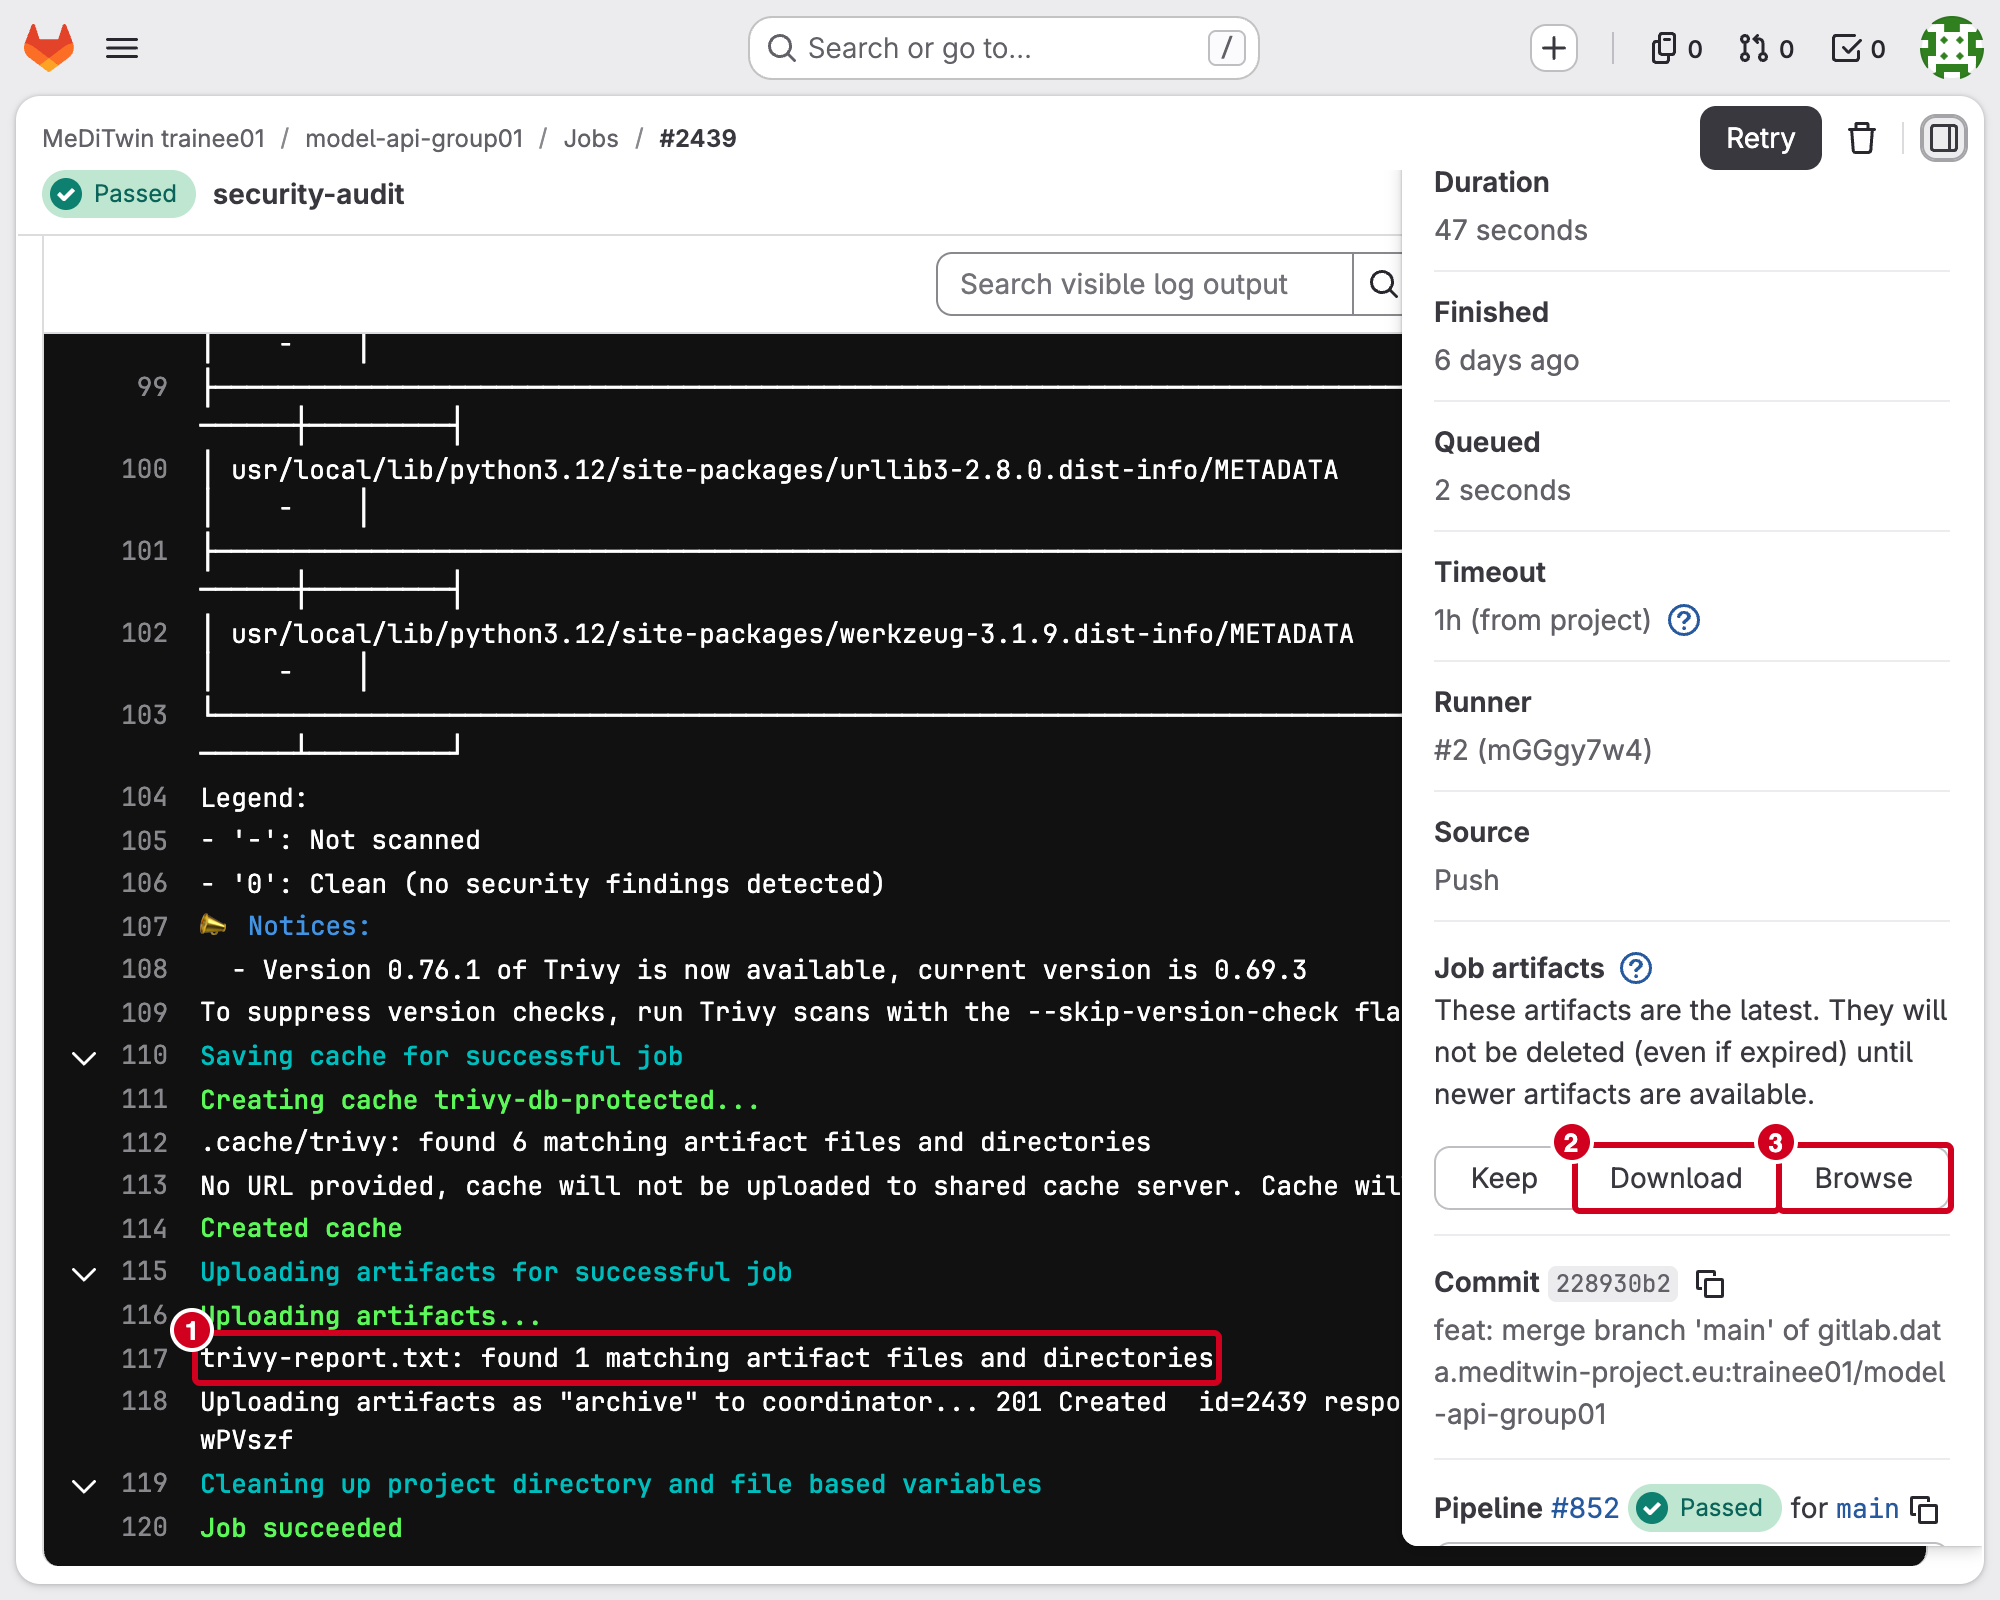 Search or go to...
/
0
0
0
MeDiTwin trainee01 / model-api-group01 / Jobs / #2439
Retry
Passed
security-audit
Search visible log output
-
99
100 usr/local/lib/python3.12/site-packages/urllib3-2.8.0.dist-info/METADATA
-
101
102 usr/local/lib/python3.12/site-packages/werkzeug-3.1.9.dist-info/METADATA
-
103
104 Legend:
105 - '-': Not scanned
106 - '0': Clean (no security findings detected)
107 Notices:
108 - Version 0.76.1 of Trivy is now available, current version is 0.69.3
109 To suppress version checks, run Trivy scans with the --skip-version-check fla
110 Saving cache for successful job
111 Creating cache trivy-db-protected...
112 .cache/trivy: found 6 matching artifact files and directories
113 No URL provided, cache will not be uploaded to shared cache server. Cache wil
114 Created cache
115 Uploading artifacts for successful job
116 Uploading artifacts...
1
117 trivy-report.txt: found 1 matching artifact files and directories
118 Uploading artifacts as "archive" to coordinator... 201 Created id=2439 respo
wPVszf
119 Cleaning up project directory and file based variables
120 Job succeeded
Duration
47 seconds
Finished
6 days ago
Queued
2 seconds
Timeout
1h (from project) ?
Runner
#2 (mGGgy7w4)
Source
Push
Job artifacts ?
These artifacts are the latest. They will
not be deleted (even if expired) until
newer artifacts are available.
2 3
Keep Download Browse
Commit 228930b2
feat: merge branch 'main' of gitlab.dat
a.meditwin-project.eu:trainee01/model
-api-group01
Pipeline #852 Passed for main